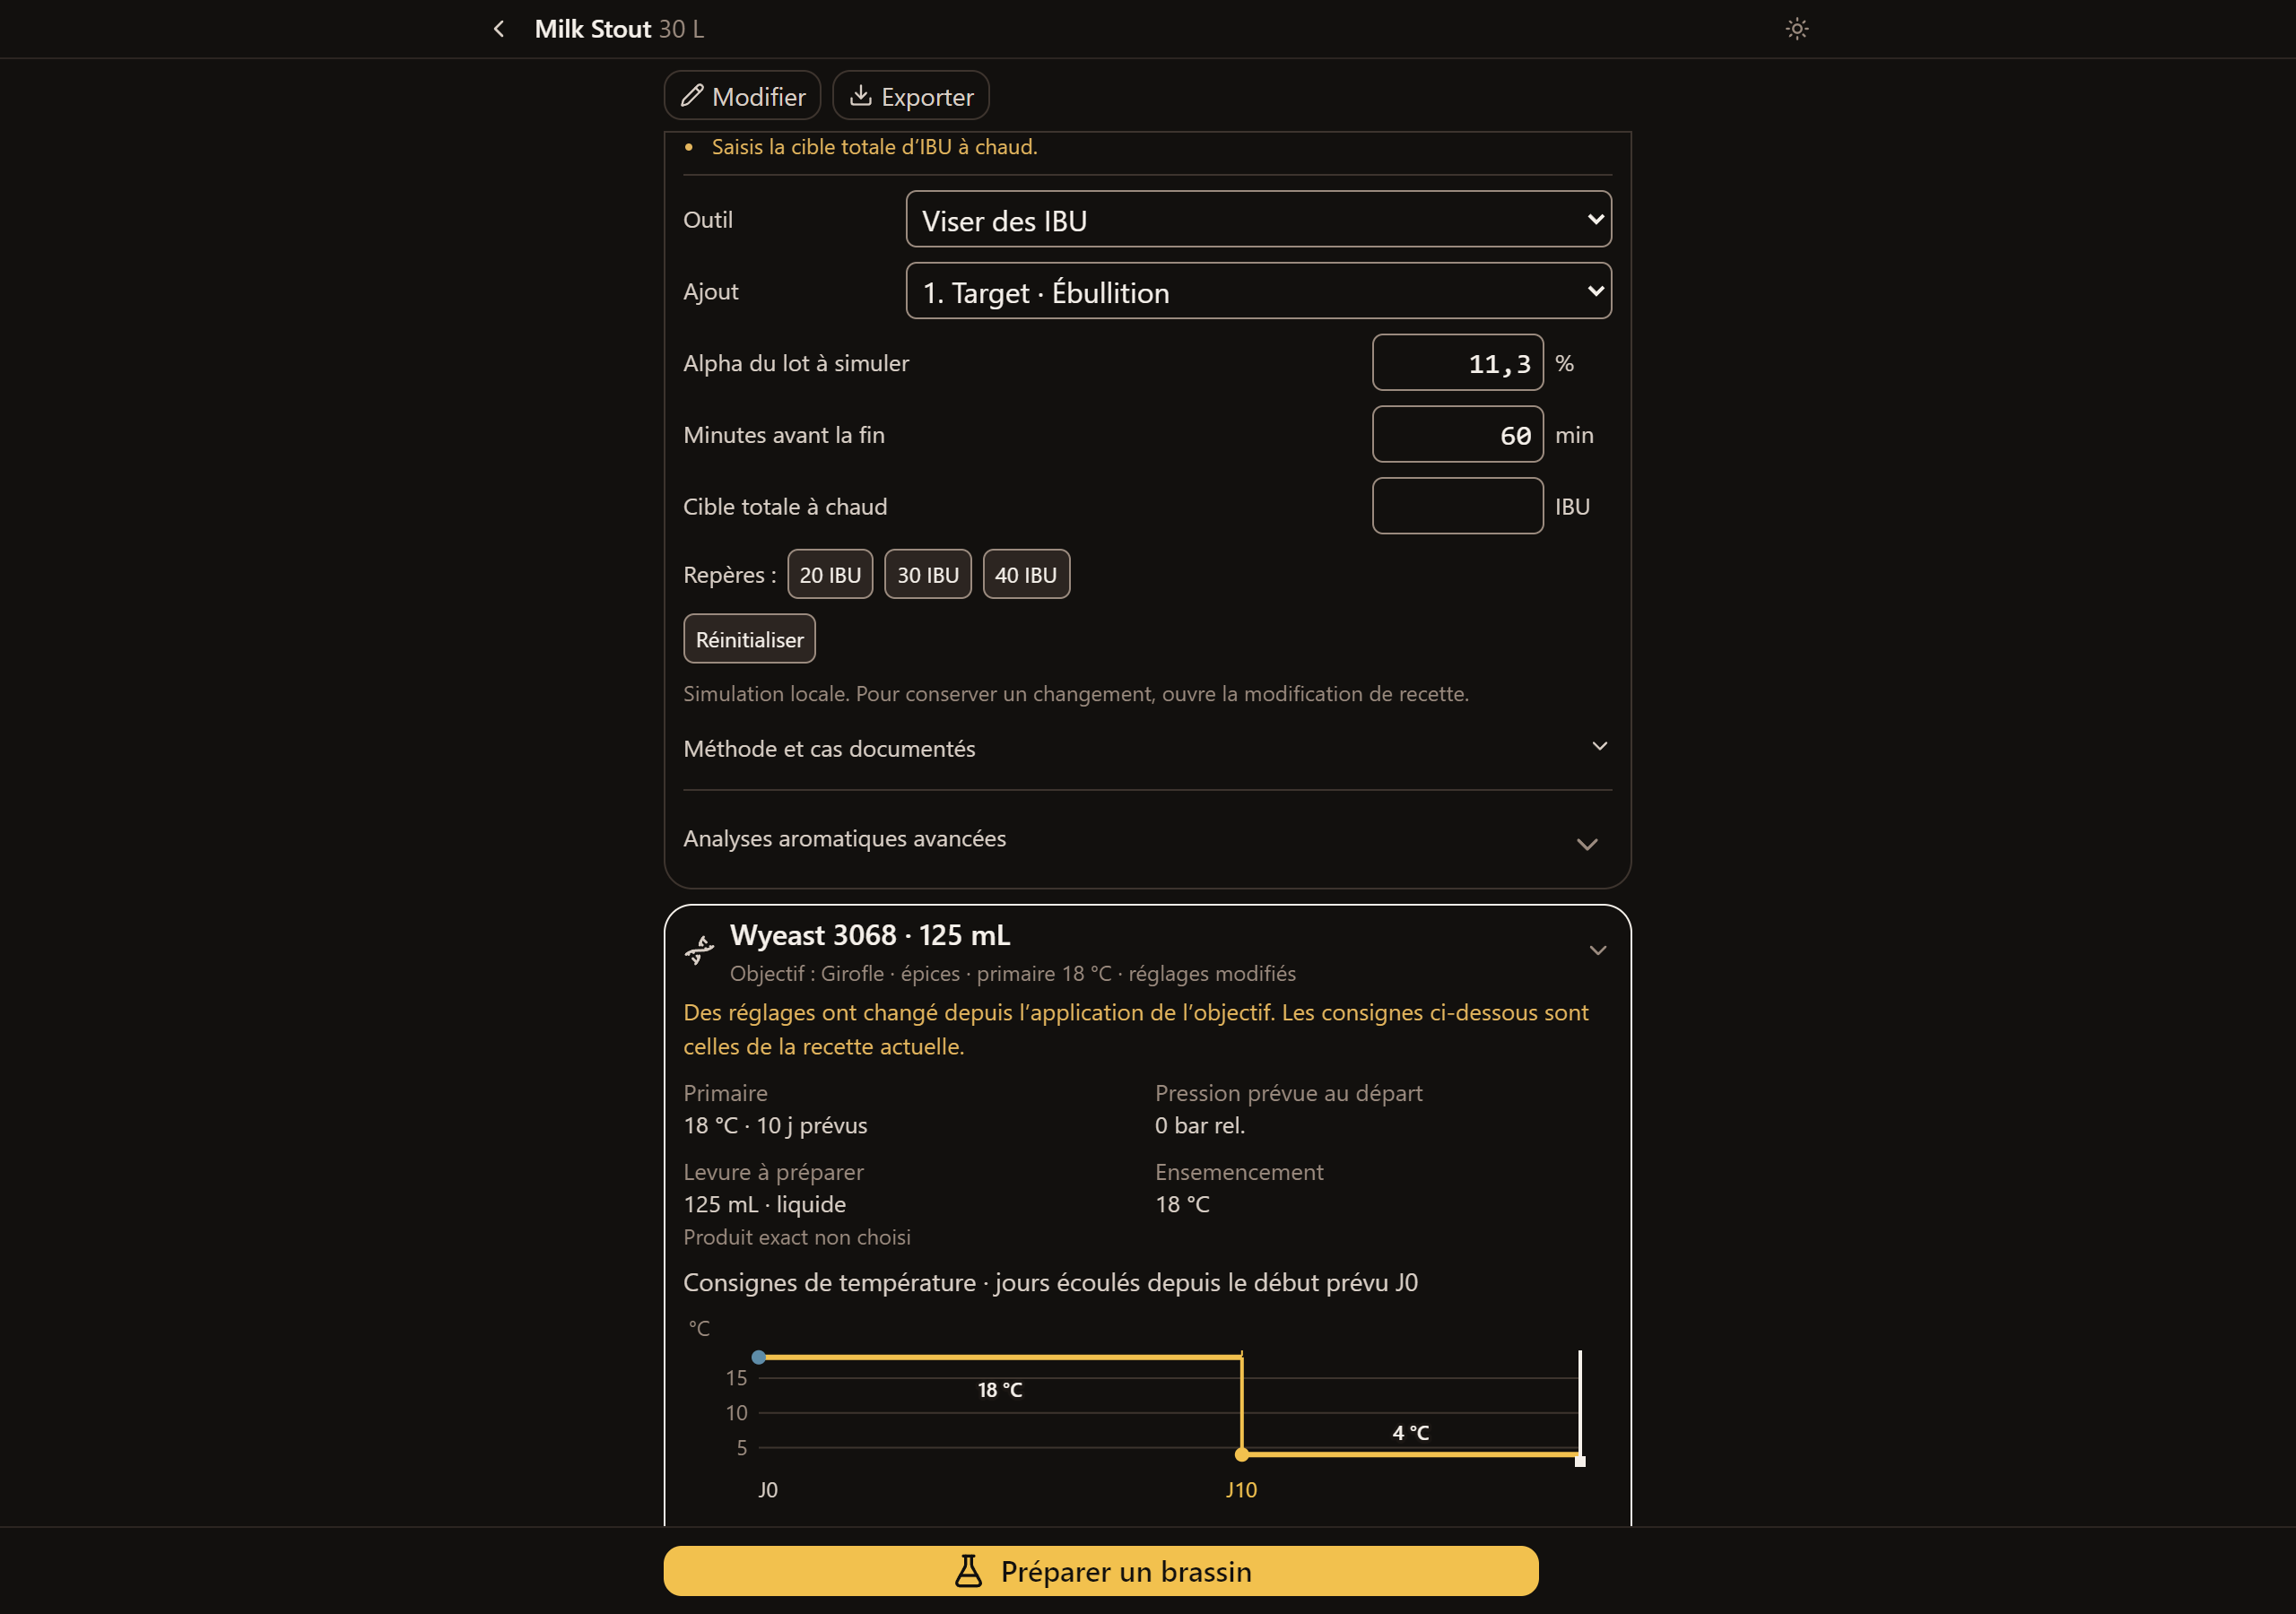 Milk Stout 30 L
Modifier
Exporter
• Saisis la cible totale d’IBU à chaud.
Outil
Viser des IBU
Ajout
1. Target · Ébullition
Alpha du lot à simuler
11,3 %
Minutes avant la fin
60 min
Cible totale à chaud
IBU
Repères : 20 IBU 30 IBU 40 IBU
Réinitialiser
Simulation locale. Pour conserver un changement, ouvre la modification de recette.
Méthode et cas documentés
Analyses aromatiques avancées
Wyeast 3068 · 125 mL
Objectif : Girofle · épices · primaire 18 °C · réglages modifiés
Des réglages ont changé depuis l’application de l’objectif. Les consignes ci-dessous sont
celles de la recette actuelle.
Primaire
18 °C · 10 j prévus
Pression prévue au départ
0 bar rel.
Levure à préparer
125 mL · liquide
Produit exact non choisi
Ensemencement
18 °C
Consignes de température · jours écoulés depuis le début prévu J0
°C
15
18 °C
10
4 °C
5
J0
J10
Préparer un brassin